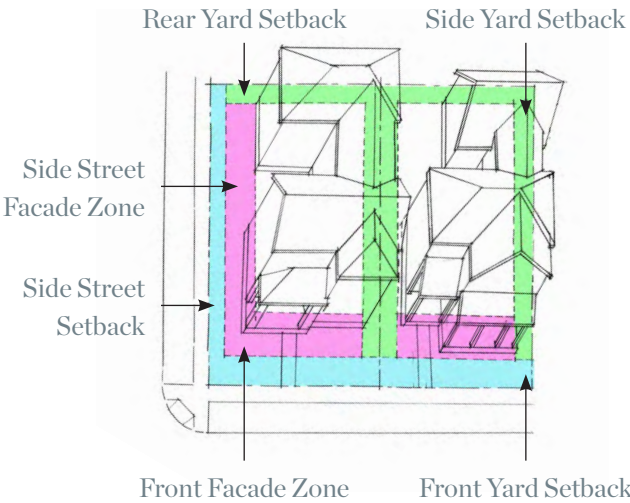 Rear Yard Setback
Side Yard Setback
Side Street
Facade Zone
Side Street
Setback
Front Facade Zone
Front Yard Setback